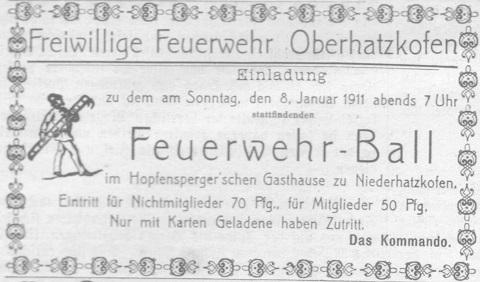 Freiwillige Feuerwehr Oberhatzkofen
Einladung
zu dem am Sonntag, den 8. Januar 1911 abends 7 Uhr
stattfindenden
Feuerwehr-Ball
im Hopfensperger'schen Gasthause zu Niederhatzkofen.
Eintritt für Nichtmitglieder 70 Pfg., für Mitglieder 50 Pfg.
Nur mit Karten Geladene haben Zutritt.
Das Kommando.